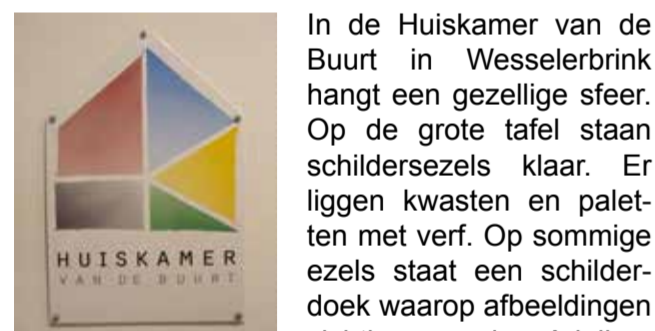 HUISKAMER
VAN DE BUURT
In de Huiskamer van de
Buurt in Wesselerbrink
hangt een gezellige sfeer.
Op de grote tafel staan
schildersezels klaar. Er
liggen kwasten en palet-
ten met verf. Op sommige
ezels staat een schilder-
doek waarop afbeeldingen